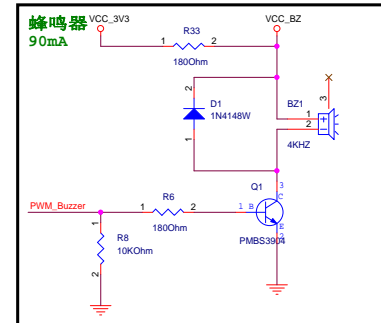 蜂鸣器
90mA
VCC_3V3
VCC_BZ
R33
1
2
180Ohm
2
D1
1N4148W
1
BZ1
3
1
2
4KHZ
Q1
3
C
PWM_Buzzer
1
R6
2
1
B
E
2
180Ohm
PMBS3904
1
R8
10KOhm
2